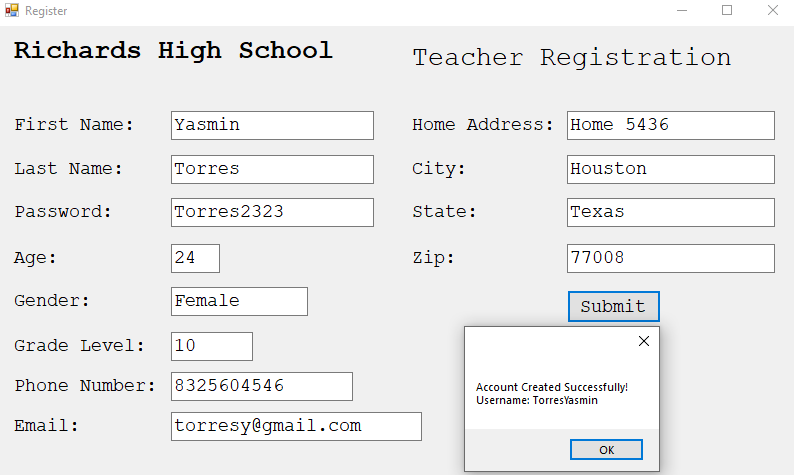 Register
Richards High School
Teacher Registration
First Name: Yasmin
Last Name: Torres
Password: Torres2323
Age: 24
Gender: Female
Grade Level: 10
Phone Number: 8325604546
Email: torresy@gmail.com
Home Address: Home 5436
City: Houston
State: Texas
Zip: 77008
Submit
Account Created Successfully!
Username: TorresYasmin
OK